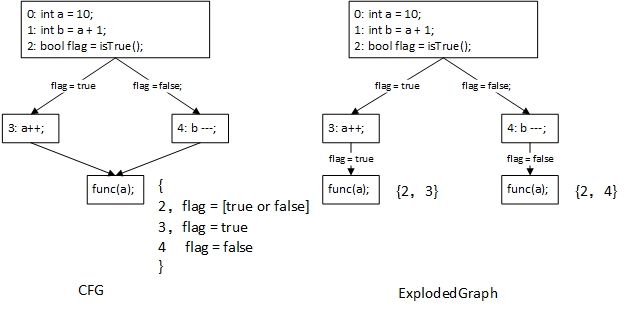 0: int a = 10;
1: int b = a + 1;
2: bool flag = isTrue();
flag = true
flag =false;
3: a++;
4: b ---;
func(a);
{
2, flag = [true or false]
3, flag = true
4 flag = false
}
CFG
0: int a = 10;
1: int b = a + 1;
2: bool flag = isTrue();
flag = true
flag =false;
3: a++;
4: b ---;
flag = true
flag = false
func(a);
{2, 3}
func(a);
{2, 4}
ExplodedGraph